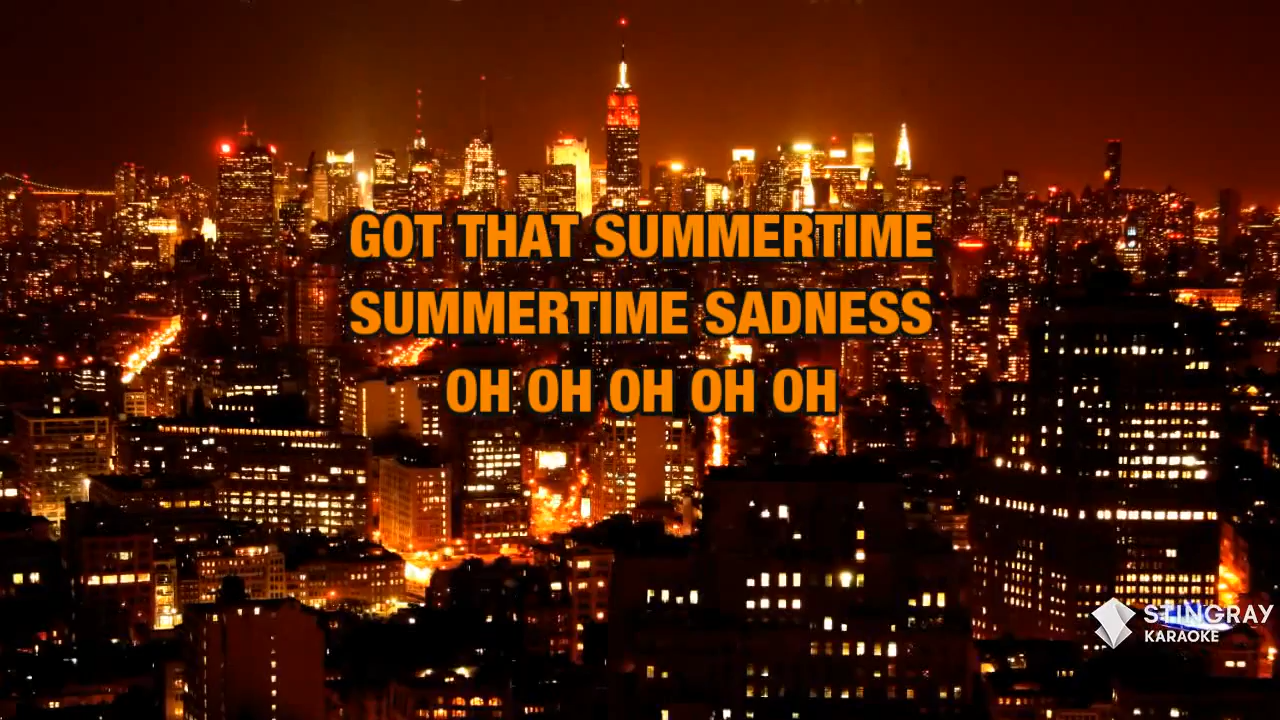 GOT THAT SUMMERTIME
SUMMERTIME SADNESS
OH OH OH OH OH
STINGRAY
KARAOKE